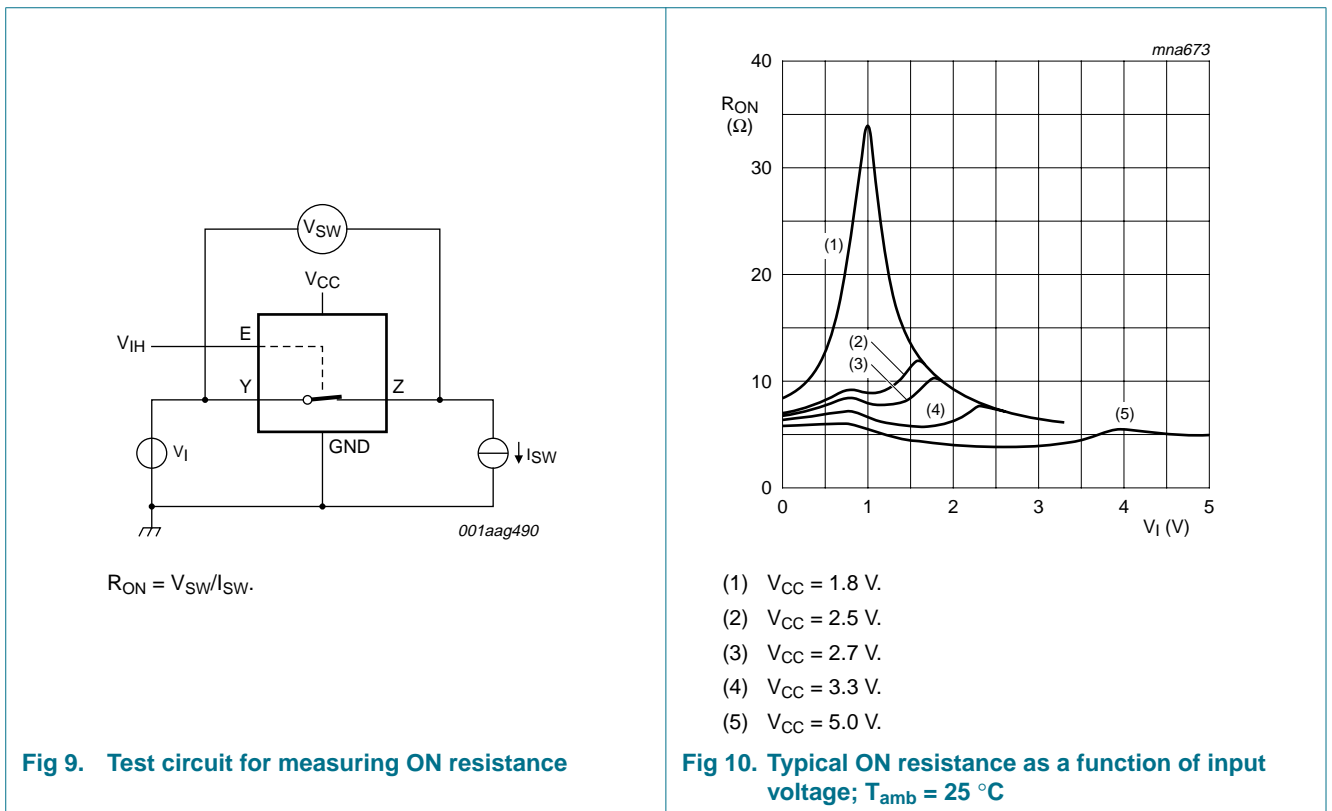 V_SW
V_CC
V_IH
E
Y
Z
GND
V_I
I_SW
001aag490
R_ON = V_SW/I_SW.
Fig 9. Test circuit for measuring ON resistance
mna673
R_ON
(Ω)
40
30
20
10
0
(1)
(2)
(3)
(4)
(5)
0 1 2 3 4 5
V_I (V)
(1) V_CC = 1.8 V.
(2) V_CC = 2.5 V.
(3) V_CC = 2.7 V.
(4) V_CC = 3.3 V.
(5) V_CC = 5.0 V.
Fig 10. Typical ON resistance as a function of input
voltage; T_amb = 25 °C